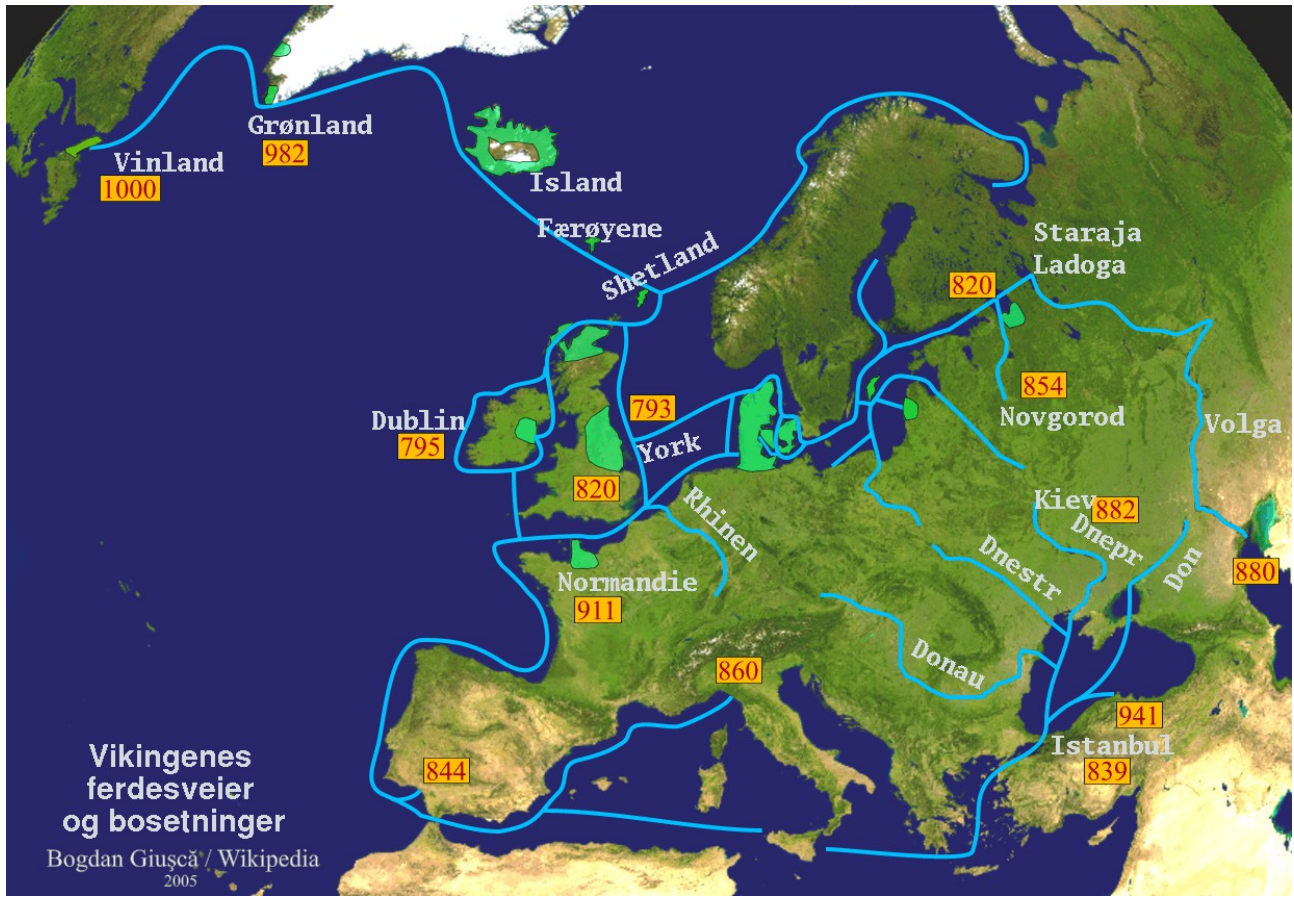 Grønland
982
Vinland
1000
Island
Færøyene
Shetland
Staraja
Ladoga
820
854
Novgorod
Volga
Dublin
795
793
York
820
Rhinen
Kiev
882
Dnepr
Dnestr
Don
880
Normandie
911
Donau
860
941
Istanbul
839
844
Vikingenes
ferdesveier
og bosetninger
Bogdan Giuşcă / Wikipedia
2005